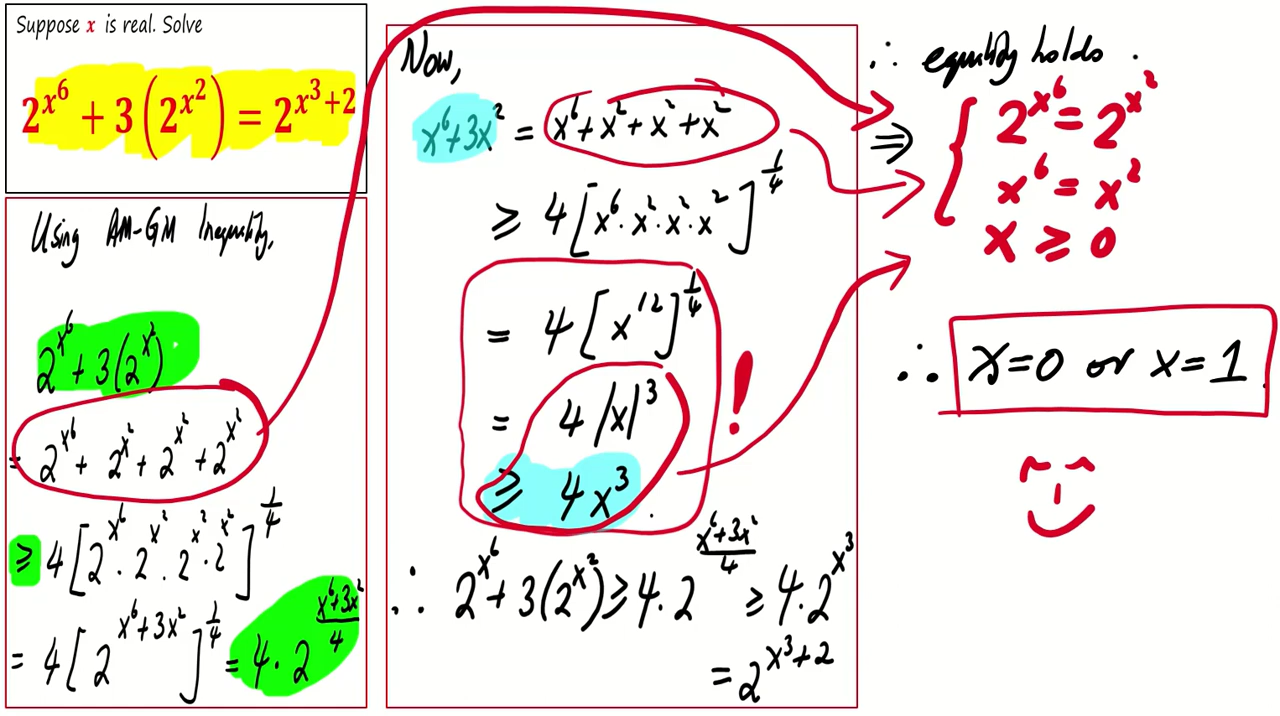 Suppose x is real. Solve
2^{x^6} + 3(2^{x^2}) = 2^{x^3+2}
Using AM-GM Inequality,
2^{x^6} + 3(2^{x^2})
= 2^{x^6} + 2^{x^2} + 2^{x^2} + 2^{x^2}
≥ 4[2^{x^6} · 2^{x^2} · 2^{x^2} · 2^{x^2}]^{1/4}
= 4[2^{x^6+3x^2}]^{1/4} = 4 · 2^{(x^6+3x^2)/4}
Now,
x^6+3x^2 = x^6+x^2+x^2+x^2
≥ 4[x^6 · x^2 · x^2 · x^2]^{1/4}
= 4[x^{12}]^{1/4}
= 4|x|^3
≥ 4x^3.
!
∴ 2^{x^6} + 3(2^{x^2}) ≥ 4 · 2^{(x^6+3x^2)/4} ≥ 4 · 2^{x^3}
= 2^{x^3+2}
∴ equality holds.
⇒ { 2^{x^6} = 2^{x^2}
x^6 = x^2
x ≥ 0
∴ x=0 or x=1